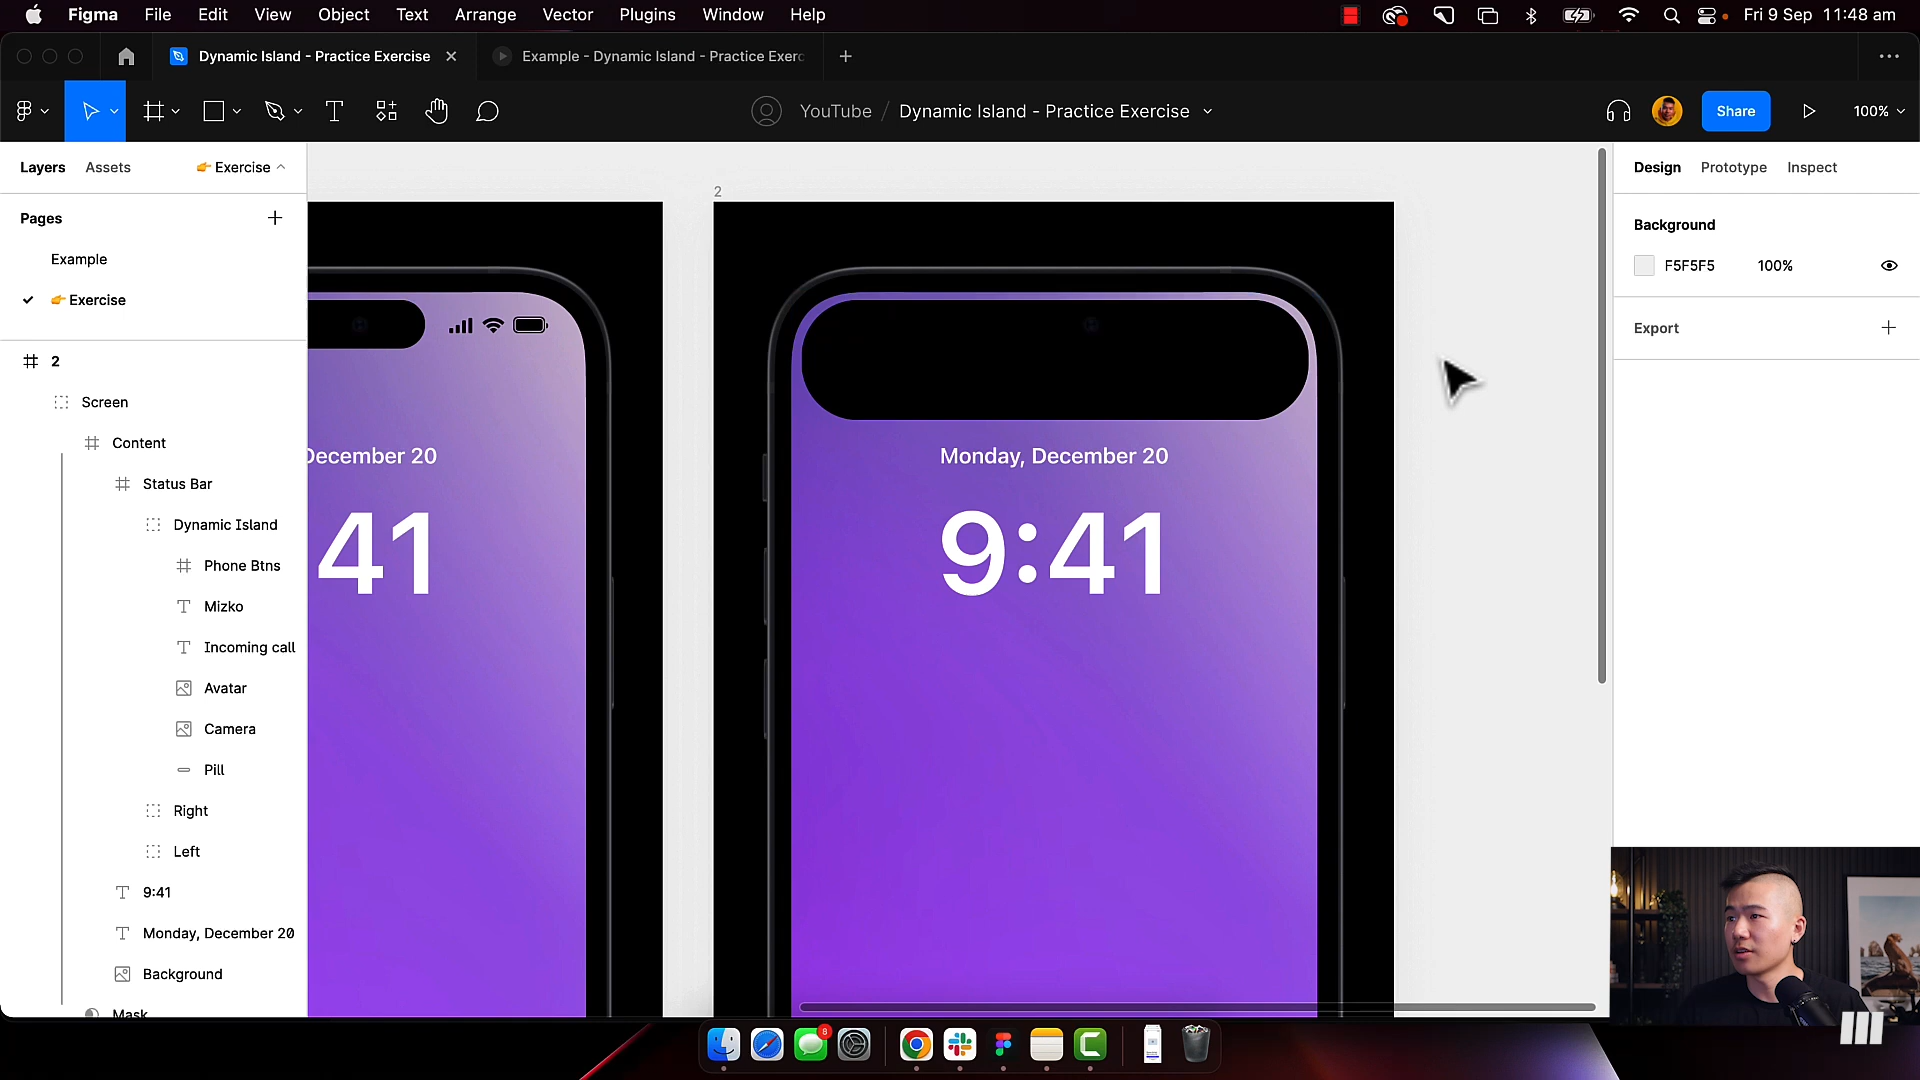 Figma File Edit View Object Text Arrange Vector Plugins Window Help Fri 9 Sep 11:48 am
Dynamic Island - Practice Exercise Example - Dynamic Island - Practice Exerc
YouTube / Dynamic Island - Practice Exercise Share 100%
Layers Assets 👉 Exercise Design Prototype Inspect
Pages
Example
👉 Exercise
2
Screen
Content
Status Bar
Dynamic Island
Phone Btns
Mizko
Incoming call
Avatar
Camera
Pill
Right
Left
9:41
Monday, December 20
Background
Mask
December 20
41
2
Monday, December 20
9:41
Background
F5F5F5 100%
Export
8